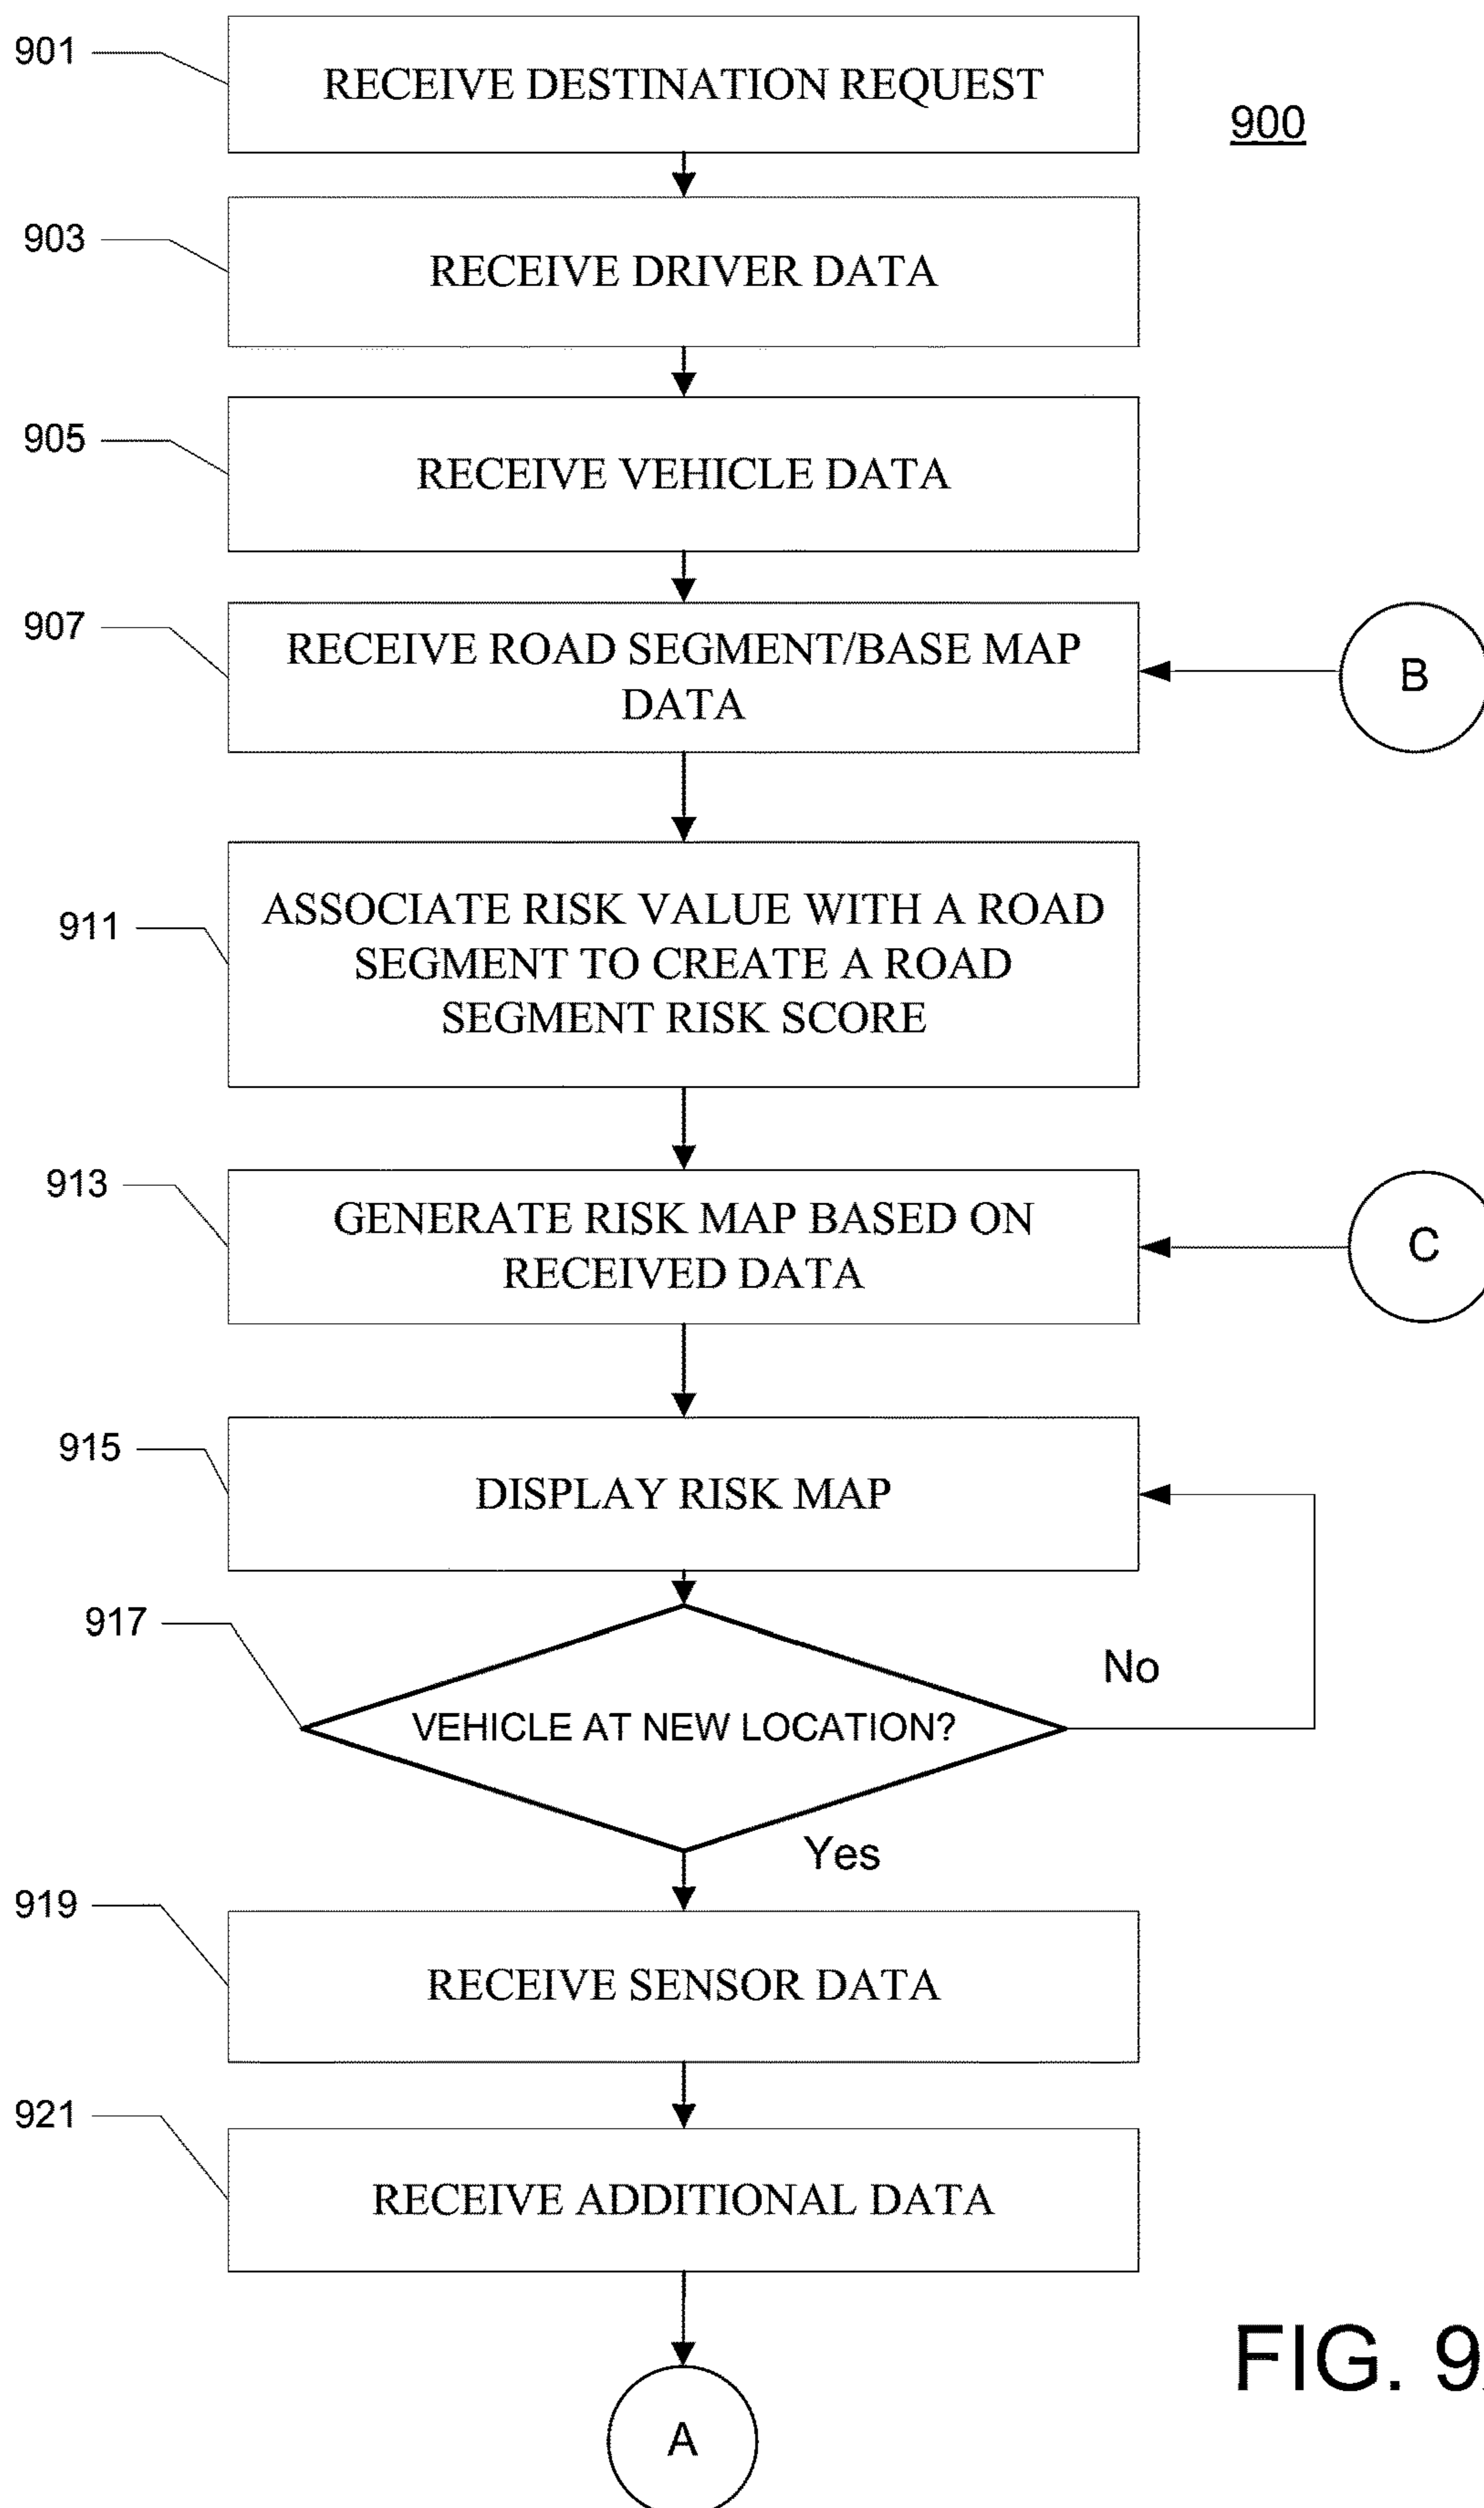 901
RECEIVE DESTINATION REQUEST
900
903
RECEIVE DRIVER DATA
905
RECEIVE VEHICLE DATA
907
RECEIVE ROAD SEGMENT/BASE MAP
DATA
B
911
ASSOCIATE RISK VALUE WITH A ROAD
SEGMENT TO CREATE A ROAD
SEGMENT RISK SCORE
913
GENERATE RISK MAP BASED ON
RECEIVED DATA
C
915
DISPLAY RISK MAP
917
VEHICLE AT NEW LOCATION?
No
Yes
919
RECEIVE SENSOR DATA
921
RECEIVE ADDITIONAL DATA
FIG. 9
A